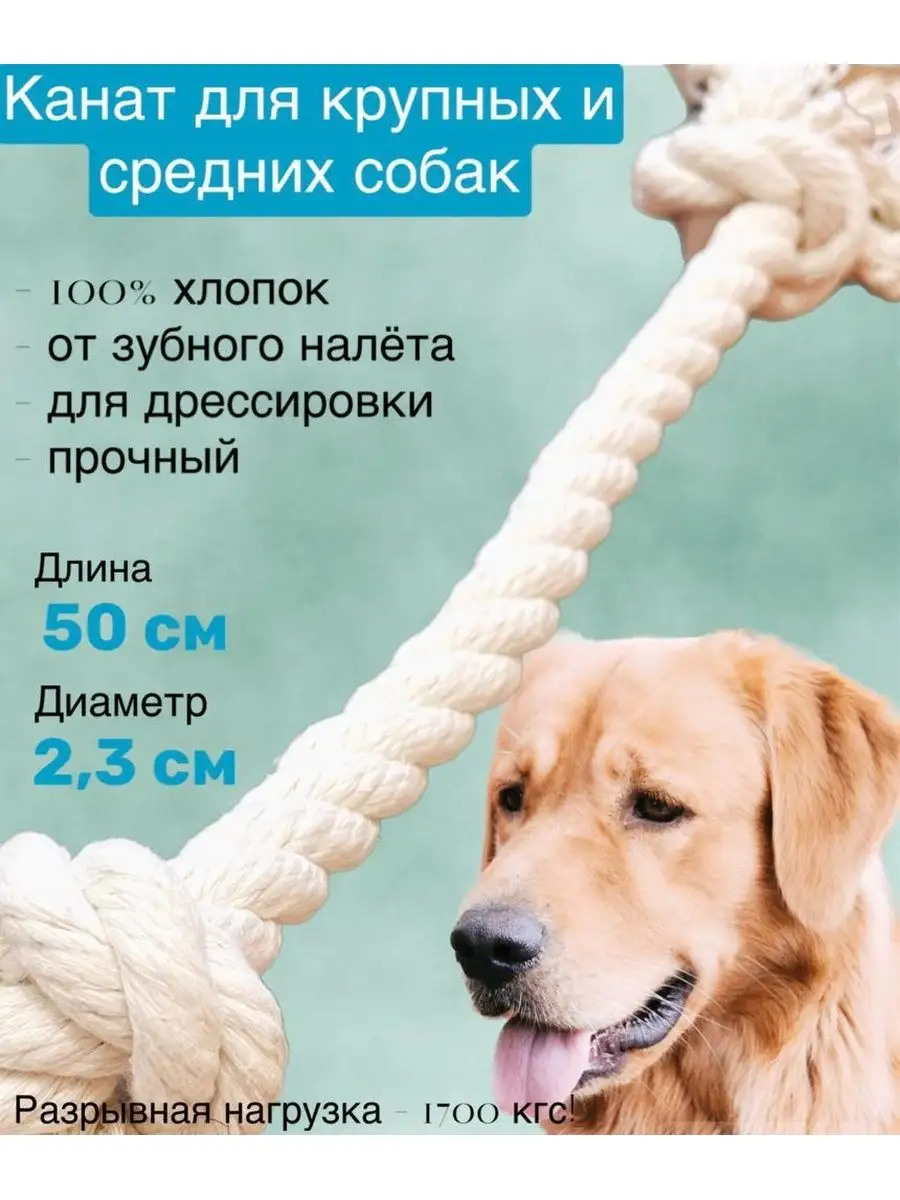 Канат для крупных и
средних собак
- 100% хлопок
- от зубного налёта
- для дрессировки
- прочный
Длина
50 см
Диаметр
2,3 см
Разрывная нагрузка - 1700 кгс!